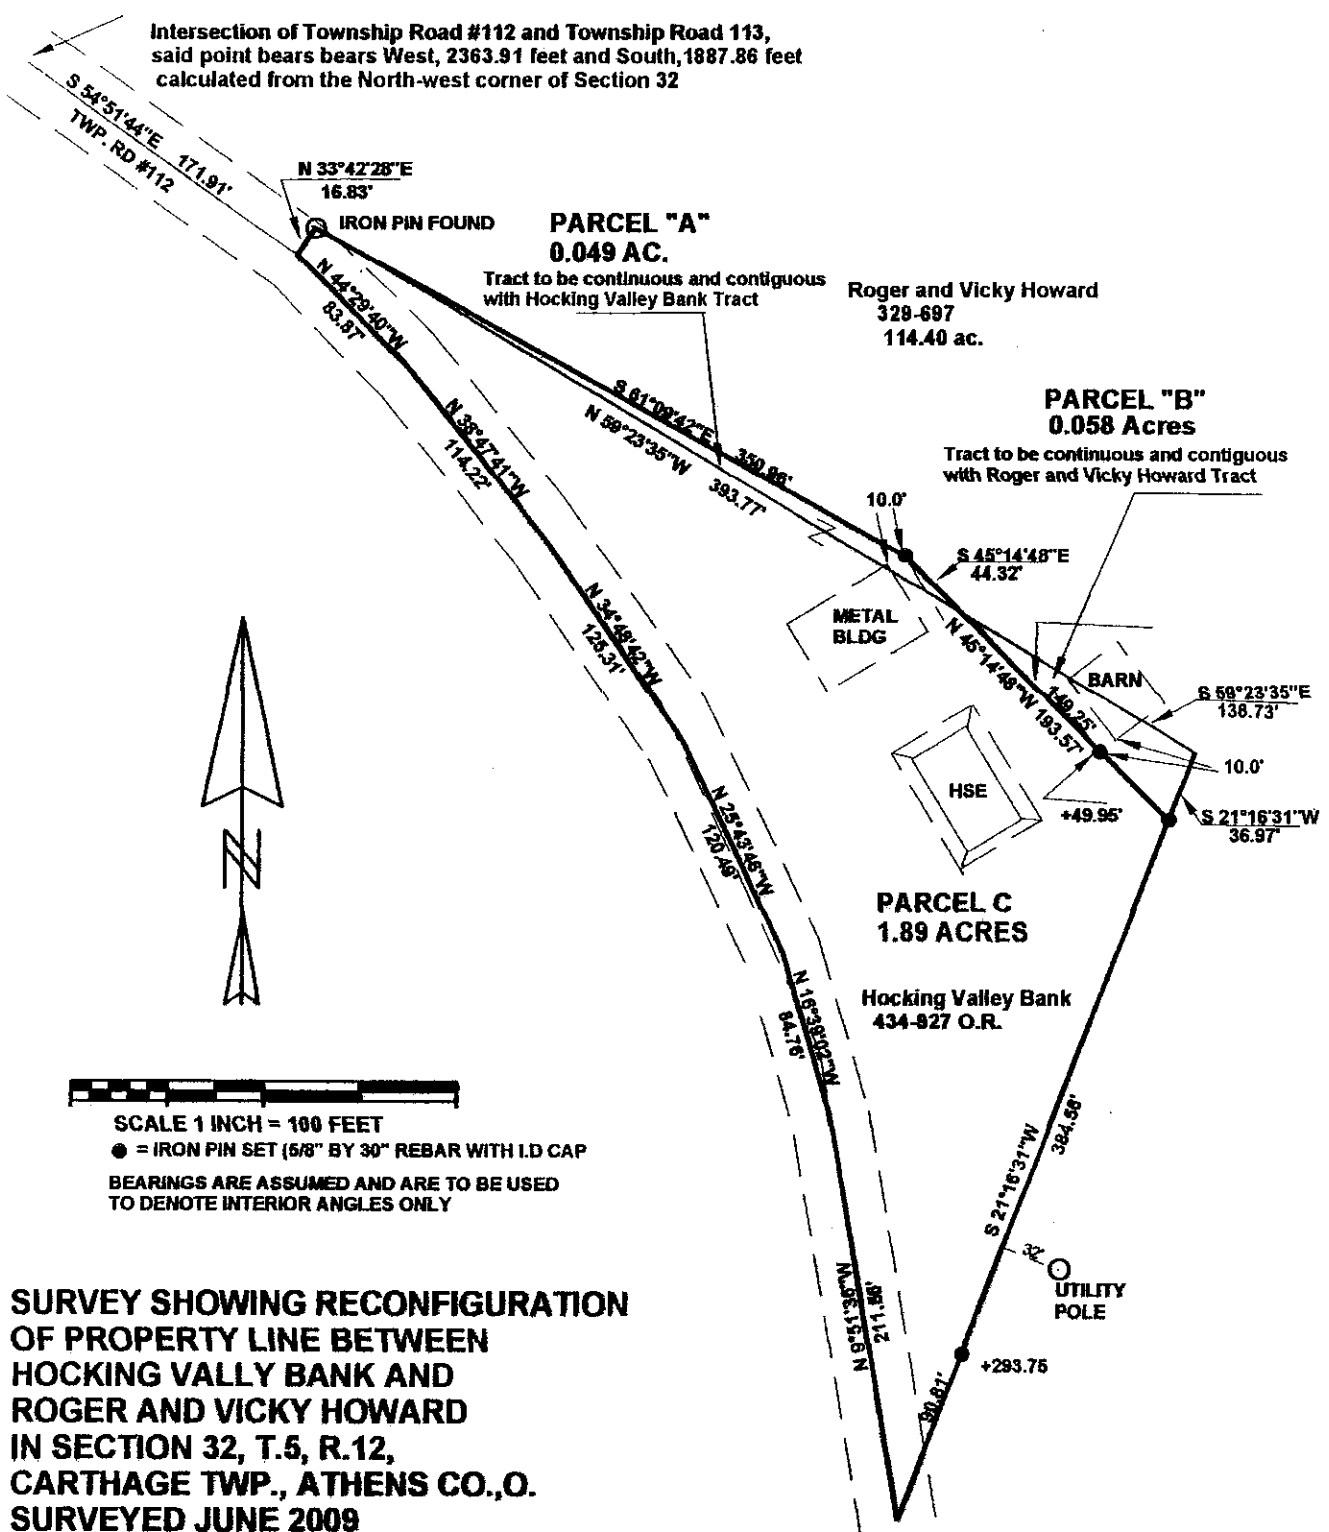 Intersection of Township Road #112 and Township Road 113,
said point bears bears West, 2363.91 feet and South,1887.86 feet
calculated from the North-west corner of Section 32
S 54°51'44"E 171.91'
TWP. RD #112
N 33°42'28"E
16.83'
IRON PIN FOUND
PARCEL "A"
0.049 AC.
Tract to be continuous and contiguous
with Hocking Valley Bank Tract
Roger and Vicky Howard
329-697
114.40 ac.
N 44°29'40"W
83.87'
S 61°09'42"E 350.96'
N 59°23'35"W 393.77'
PARCEL "B"
0.058 Acres
Tract to be continuous and contiguous
with Roger and Vicky Howard Tract
N 38°47'41"W
114.22'
10.0'
S 45°14'48"E
44.32'
METAL
BLDG
N 34°48'42"W
125.31'
N 45°14'48"W 193.57'
149.25'
BARN
S 59°23'35"E
138.73'
HSE
10.0'
+49.95'
S 21°16'31"W
36.97'
N 25°43'46"W
120.49'
N
PARCEL C
1.89 ACRES
N 16°39'02"W
84.76'
Hocking Valley Bank
434-927 O.R.
SCALE 1 INCH = 100 FEET
= IRON PIN SET (5/8" BY 30" REBAR WITH I.D CAP
BEARINGS ARE ASSUMED AND ARE TO BE USED
TO DENOTE INTERIOR ANGLES ONLY
S 21°16'31"W
384.56'
32'
UTILITY
POLE
N 9°51'39"W
211.56'
+293.75
90.81'
SURVEY SHOWING RECONFIGURATION
OF PROPERTY LINE BETWEEN
HOCKING VALLY BANK AND
ROGER AND VICKY HOWARD
IN SECTION 32, T.5, R.12,
CARTHAGE TWP., ATHENS CO.,O.
SURVEYED JUNE 2009